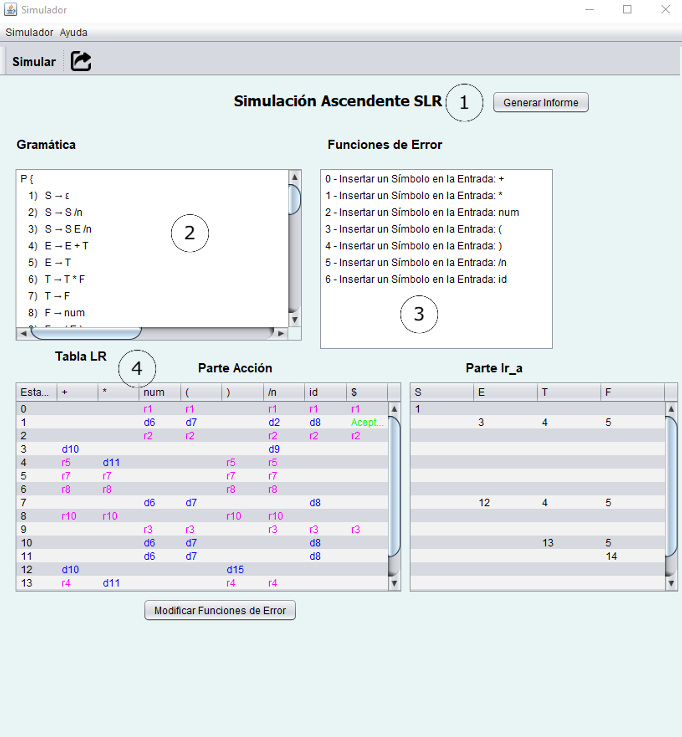 Simulador
Simulador Ayuda
Simular
Simulación Ascendente SLR 1 Generar Informe
Gramática Funciones de Error
P {
1) S → ε
2) S → S /n
3) S → S E /n
4) E → E + T
5) E → T
6) T → T * F
7) T → F
8) F → num
2
0 - Insertar un Símbolo en la Entrada: +
1 - Insertar un Símbolo en la Entrada: *
2 - Insertar un Símbolo en la Entrada: num
3 - Insertar un Símbolo en la Entrada: (
4 - Insertar un Símbolo en la Entrada: )
5 - Insertar un Símbolo en la Entrada: /n
6 - Insertar un Símbolo en la Entrada: id
3
Tabla LR 4 Parte Acción Parte Ir_a
Esta... + * num ( ) /n id $ S E T F
0 r1 r1 r1 r1 r1 1
1 d6 d7 d2 d8 Acept... 3 4 5
2 r2 r2 r2 r2 r2
3 d10 d9
4 r5 d11 r5 r5
5 r7 r7 r7 r7
6 r8 r8 r8 r8
7 d6 d7 d8 12 4 5
8 r10 r10 r10 r10
9 r3 r3 r3 r3 r3
10 d6 d7 d8 13 5
11 d6 d7 d8 14
12 d10 d15
13 r4 d11 r4 r4
Modificar Funciones de Error